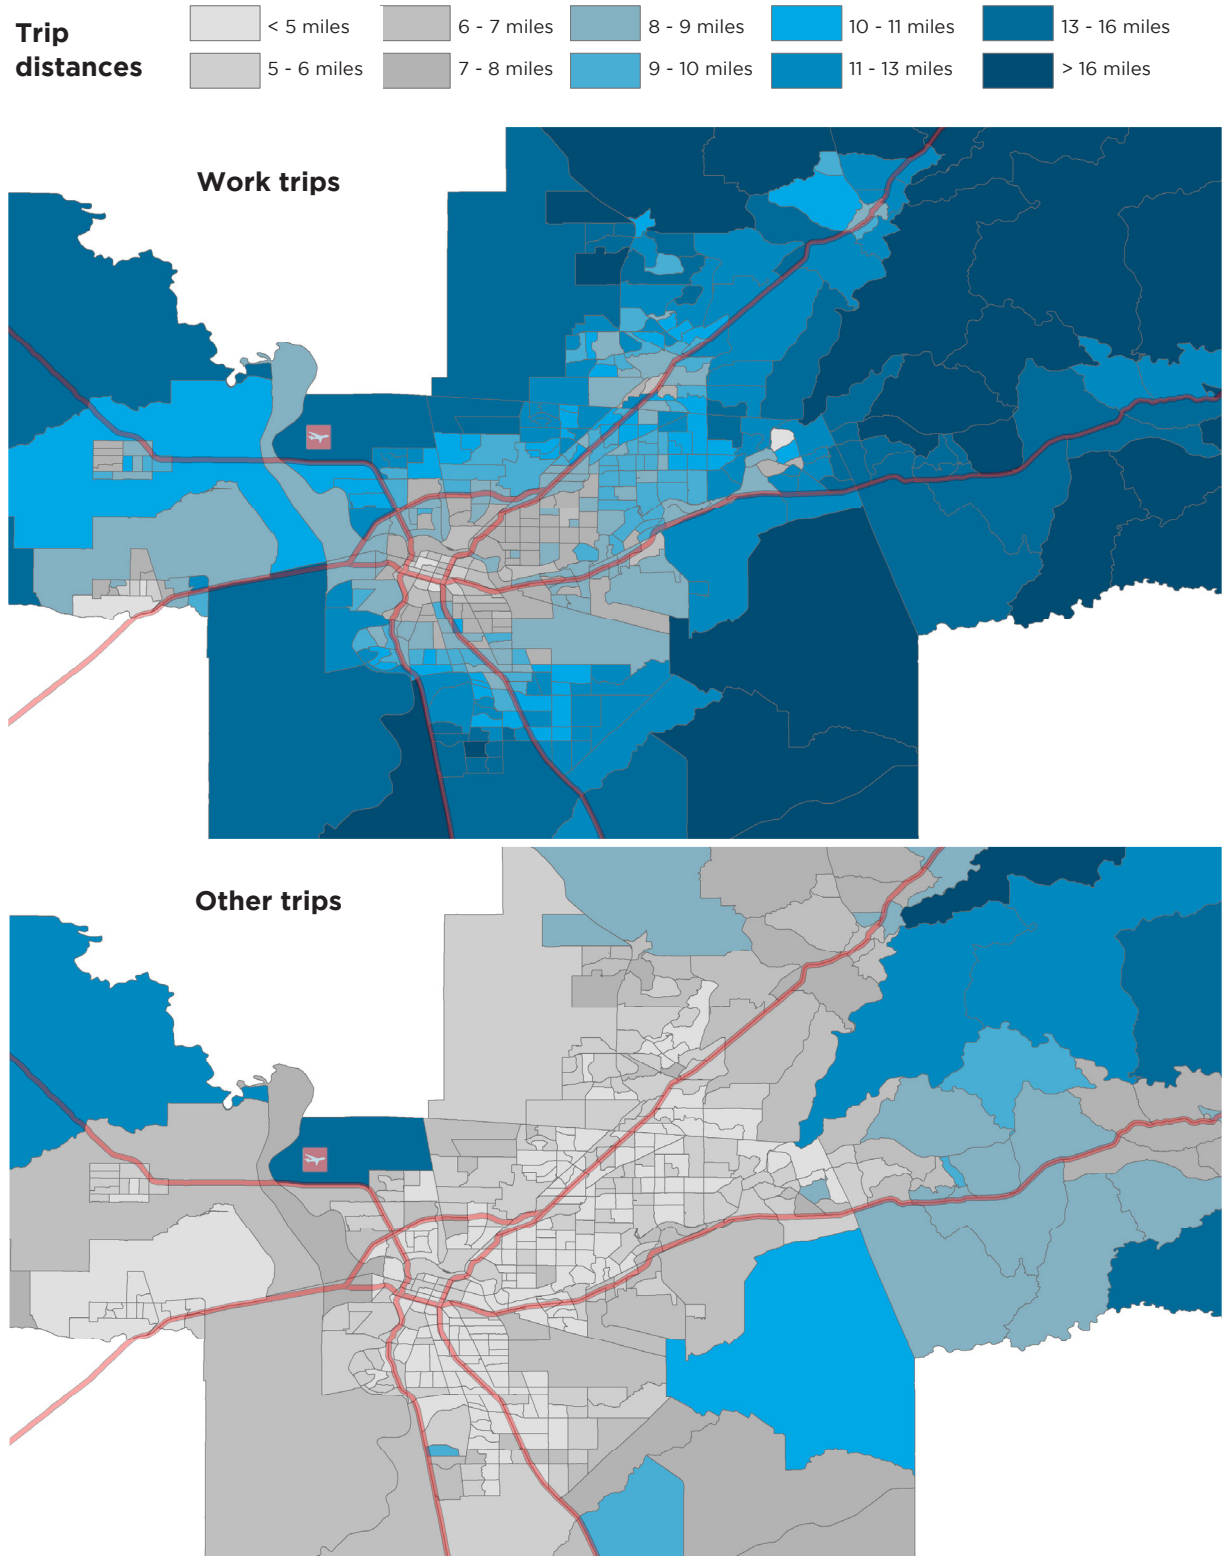 Trip
distances
< 5 miles
6 - 7 miles
8 - 9 miles
10 - 11 miles
13 - 16 miles
5 - 6 miles
7 - 8 miles
9 - 10 miles
11 - 13 miles
> 16 miles
Work trips
Other trips